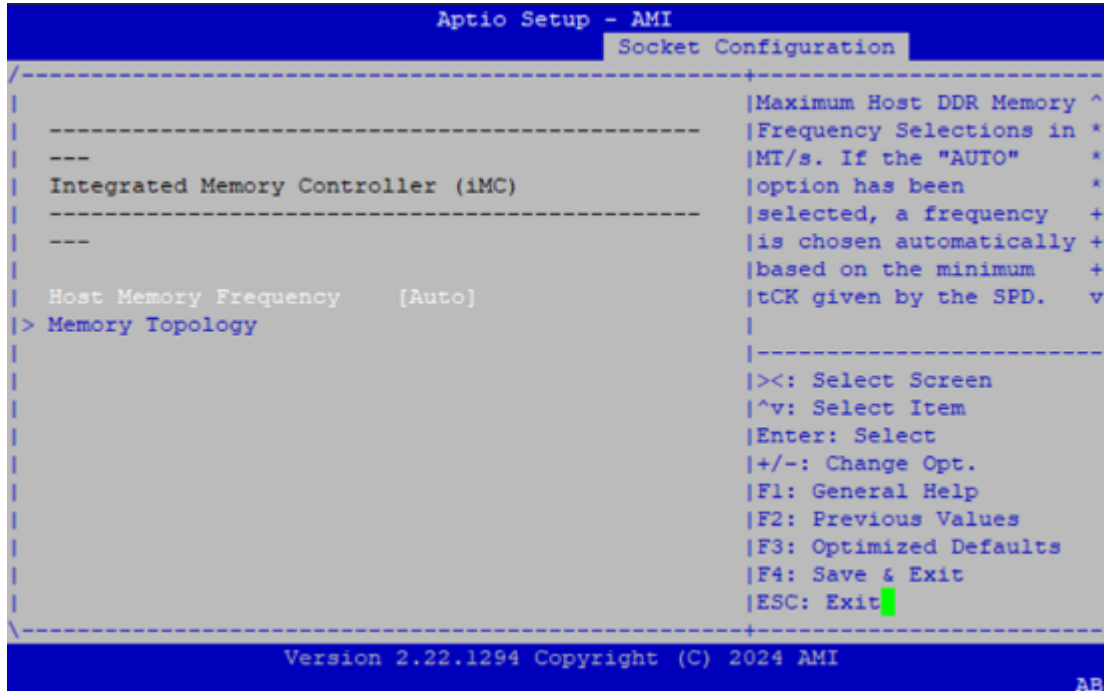 Aptio Setup - AMI
Socket Configuration
/----------------------------------------------------+-------------------------
|                                                    |Maximum Host DDR Memory ^
|  -----------------------------------------------   |Frequency Selections in *
|  ---                                               |MT/s. If the "AUTO"     *
|  Integrated Memory Controller (iMC)                |option has been         *
|  -----------------------------------------------   |selected, a frequency   +
|  ---                                               |is chosen automatically +
|                                                    |based on the minimum    +
|  Host Memory Frequency    [Auto]                   |tCK given by the SPD.   v
|> Memory Topology                                   |
|                                                    |-------------------------
|                                                    |><: Select Screen
|                                                    |^v: Select Item
|                                                    |Enter: Select
|                                                    |+/-: Change Opt.
|                                                    |F1: General Help
|                                                    |F2: Previous Values
|                                                    |F3: Optimized Defaults
|                                                    |F4: Save & Exit
|                                                    |ESC: Exit
\----------------------------------------------------+-------------------------
Version 2.22.1294 Copyright (C) 2024 AMI
AB